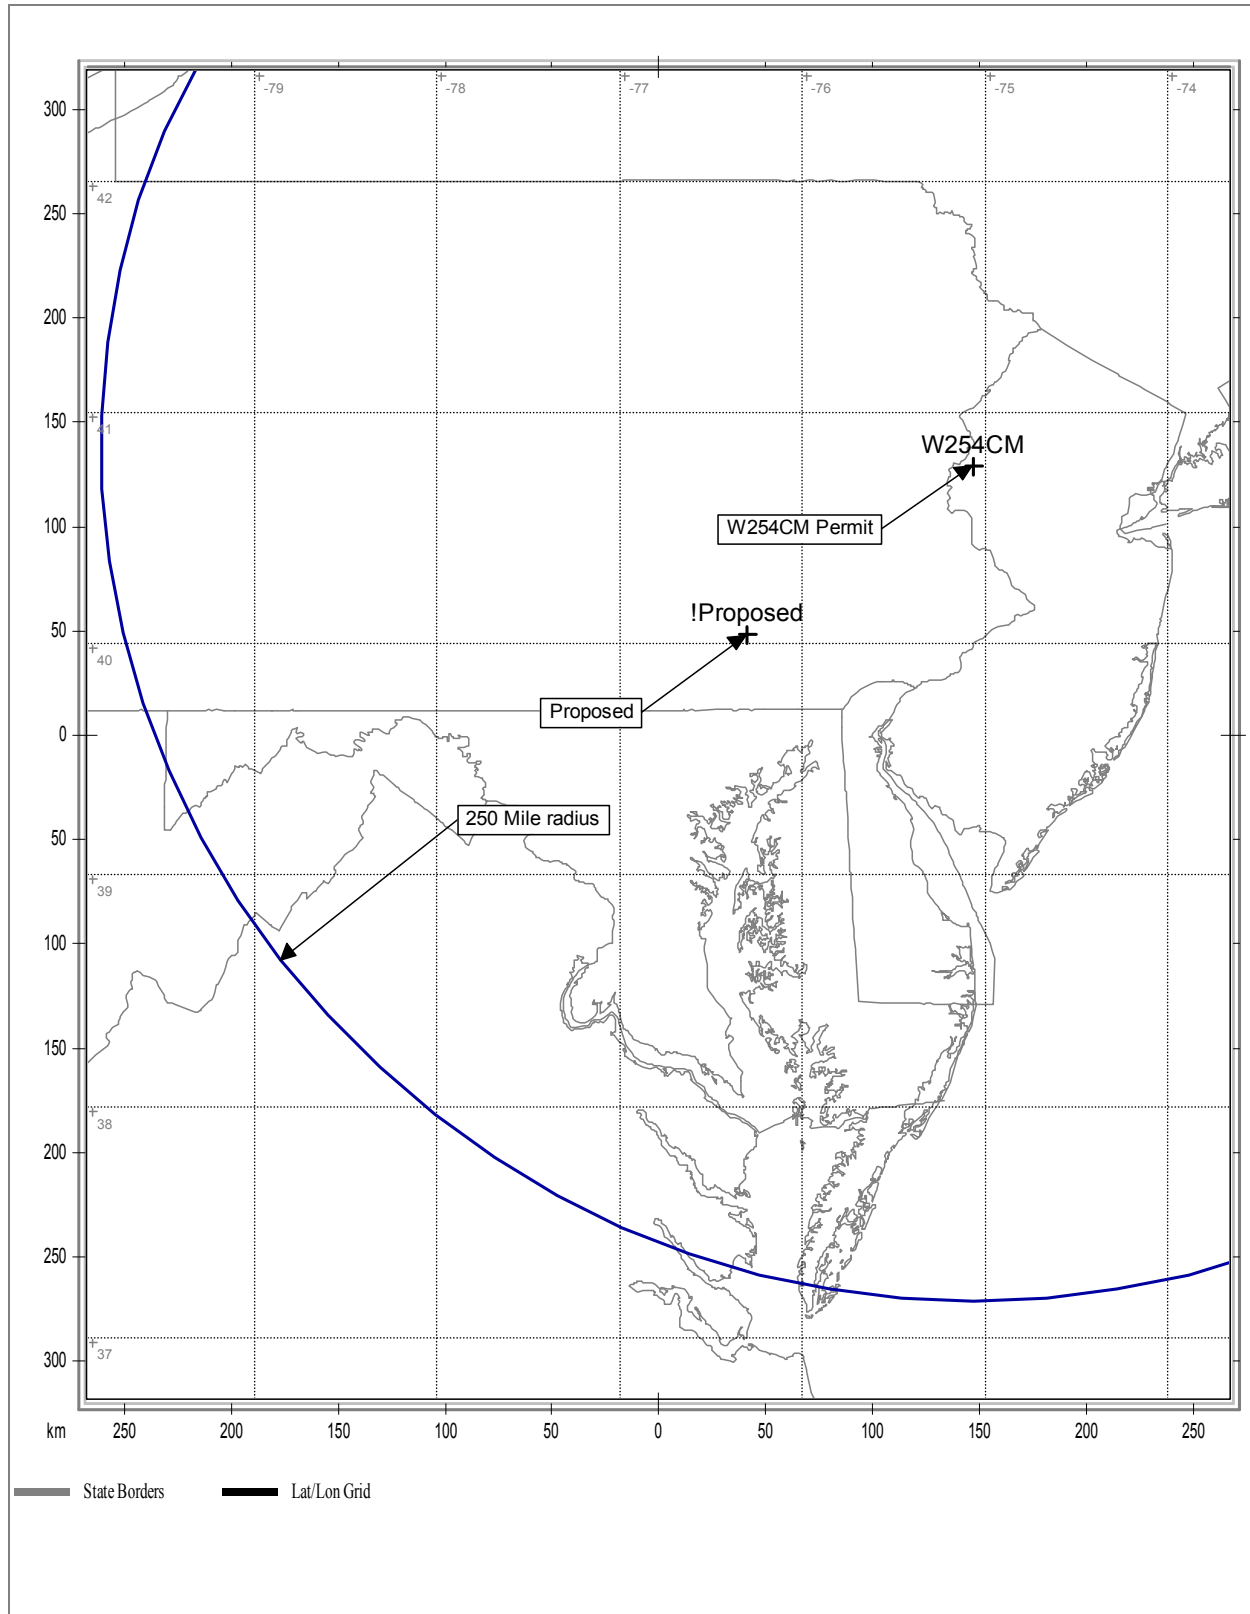 -79 -78 -77 -76 -75 -74
300
42
250
200
150
41
W254CM
W254CM Permit
100
!Proposed
50
40
Proposed
0
250 Mile radius
50
39
100
150
38
200
250
37
300
km 250 200 150 100 50 0 50 100 150 200 250
State Borders Lat/Lon Grid